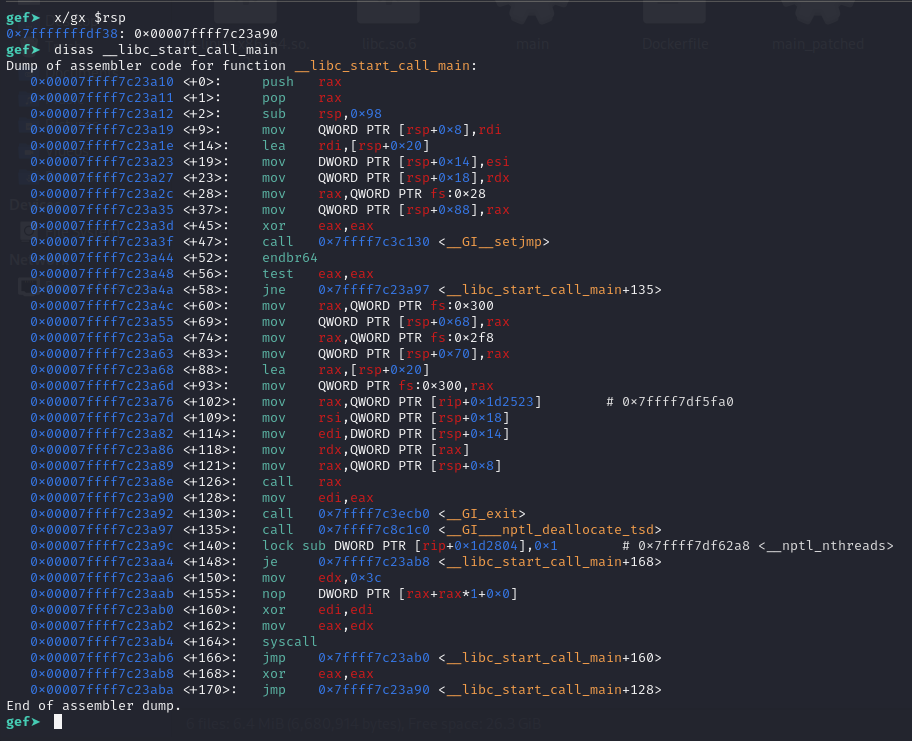 gef➤  x/gx $rsp
0x7fffffffdf38: 0x00007ffff7c23a90
gef➤  disas __libc_start_call_main
Dump of assembler code for function __libc_start_call_main:
   0x00007ffff7c23a10 <+0>:     push   rax
   0x00007ffff7c23a11 <+1>:     pop    rax
   0x00007ffff7c23a12 <+2>:     sub    rsp,0x98
   0x00007ffff7c23a19 <+9>:     mov    QWORD PTR [rsp+0x8],rdi
   0x00007ffff7c23a1e <+14>:    lea    rdi,[rsp+0x20]
   0x00007ffff7c23a23 <+19>:    mov    DWORD PTR [rsp+0x14],esi
   0x00007ffff7c23a27 <+23>:    mov    QWORD PTR [rsp+0x18],rdx
   0x00007ffff7c23a2c <+28>:    mov    rax,QWORD PTR fs:0x28
   0x00007ffff7c23a35 <+37>:    mov    QWORD PTR [rsp+0x88],rax
   0x00007ffff7c23a3d <+45>:    xor    eax,eax
   0x00007ffff7c23a3f <+47>:    call   0x7ffff7c3c130 <__GI__setjmp>
   0x00007ffff7c23a44 <+52>:    endbr64
   0x00007ffff7c23a48 <+56>:    test   eax,eax
   0x00007ffff7c23a4a <+58>:    jne    0x7ffff7c23a97 <__libc_start_call_main+135>
   0x00007ffff7c23a4c <+60>:    mov    rax,QWORD PTR fs:0x300
   0x00007ffff7c23a55 <+69>:    mov    QWORD PTR [rsp+0x68],rax
   0x00007ffff7c23a5a <+74>:    mov    rax,QWORD PTR fs:0x2f8
   0x00007ffff7c23a63 <+83>:    mov    QWORD PTR [rsp+0x70],rax
   0x00007ffff7c23a68 <+88>:    lea    rax,[rsp+0x20]
   0x00007ffff7c23a6d <+93>:    mov    QWORD PTR fs:0x300,rax
   0x00007ffff7c23a76 <+102>:   mov    rax,QWORD PTR [rip+0x1d2523]        # 0x7ffff7df5fa0
   0x00007ffff7c23a7d <+109>:   mov    rsi,QWORD PTR [rsp+0x18]
   0x00007ffff7c23a82 <+114>:   mov    edi,DWORD PTR [rsp+0x14]
   0x00007ffff7c23a86 <+118>:   mov    rdx,QWORD PTR [rax]
   0x00007ffff7c23a89 <+121>:   mov    rax,QWORD PTR [rsp+0x8]
   0x00007ffff7c23a8e <+126>:   call   rax
   0x00007ffff7c23a90 <+128>:   mov    edi,eax
   0x00007ffff7c23a92 <+130>:   call   0x7ffff7c3ecb0 <__GI_exit>
   0x00007ffff7c23a97 <+135>:   call   0x7ffff7c8c1c0 <__GI___nptl_deallocate_tsd>
   0x00007ffff7c23a9c <+140>:   lock sub DWORD PTR [rip+0x1d2804],0x1        # 0x7ffff7df62a8 <__nptl_nthreads>
   0x00007ffff7c23aa4 <+148>:   je     0x7ffff7c23ab8 <__libc_start_call_main+168>
   0x00007ffff7c23aa6 <+150>:   mov    edx,0x3c
   0x00007ffff7c23aab <+155>:   nop    DWORD PTR [rax+rax*1+0x0]
   0x00007ffff7c23ab0 <+160>:   xor    edi,edi
   0x00007ffff7c23ab2 <+162>:   mov    eax,edx
   0x00007ffff7c23ab4 <+164>:   syscall
   0x00007ffff7c23ab6 <+166>:   jmp    0x7ffff7c23ab0 <__libc_start_call_main+160>
   0x00007ffff7c23ab8 <+168>:   xor    eax,eax
   0x00007ffff7c23aba <+170>:   jmp    0x7ffff7c23a90 <__libc_start_call_main+128>
End of assembler dump.
gef➤
libc.so.6
main
Dockerfile
main_patched